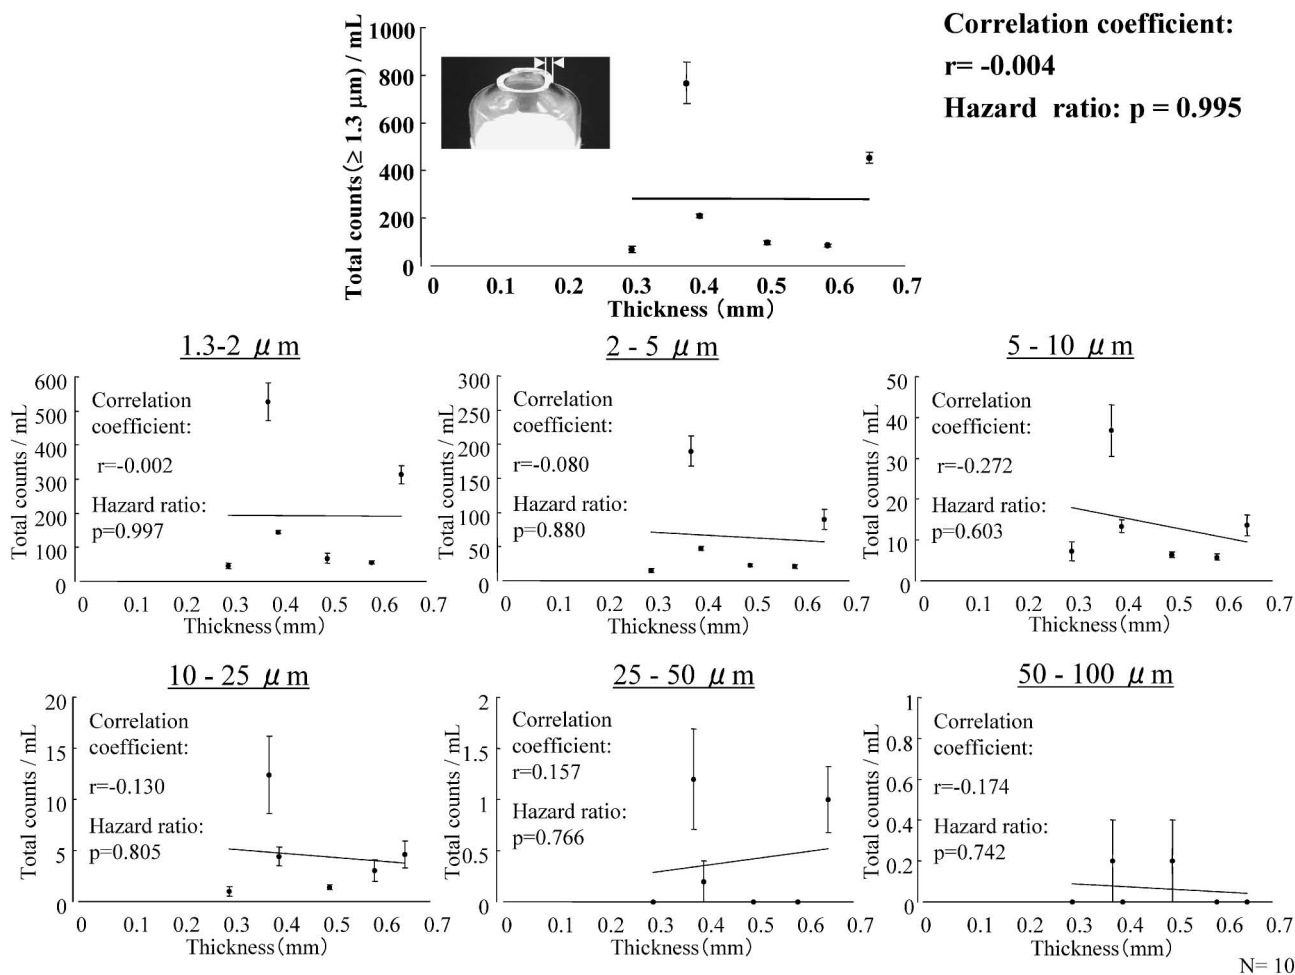 Correlation coefficient:
r= -0.004
Hazard ratio: p = 0.995
Total counts(≥ 1.3 μm) / mL
1000
800
600
400
200
0
0 0.1 0.2 0.3 0.4 0.5 0.6 0.7
Thickness (mm)
1.3-2 μm
Total counts / mL
600
500
400
300
200
100
0
Correlation
coefficient:
r=-0.002
Hazard ratio:
p=0.997
0 0.1 0.2 0.3 0.4 0.5 0.6 0.7
Thickness(mm)
2 - 5 μm
Total counts / mL
300
250
200
150
100
50
0
Correlation
coefficient:
r=-0.080
Hazard ratio:
p=0.880
0 0.1 0.2 0.3 0.4 0.5 0.6 0.7
Thickness(mm)
5 - 10 μm
Total counts / mL
50
40
30
20
10
0
Correlation
coefficient:
r=-0.272
Hazard ratio:
p=0.603
0 0.1 0.2 0.3 0.4 0.5 0.6 0.7
Thickness(mm)
10 - 25 μm
Total counts / mL
20
15
10
5
0
Correlation
coefficient:
r=-0.130
Hazard ratio:
p=0.805
0 0.1 0.2 0.3 0.4 0.5 0.6 0.7
Thickness(mm)
25 - 50 μm
Total counts / mL
2
1.5
1
0.5
0
Correlation
coefficient:
r=0.157
Hazard ratio:
p=0.766
0 0.1 0.2 0.3 0.4 0.5 0.6 0.7
Thickness(mm)
50 - 100 μm
Total counts / mL
1
0.8
0.6
0.4
0.2
0
Correlation
coefficient:
r=-0.174
Hazard ratio:
p=0.742
0 0.1 0.2 0.3 0.4 0.5 0.6 0.7
Thickness(mm)
N= 10